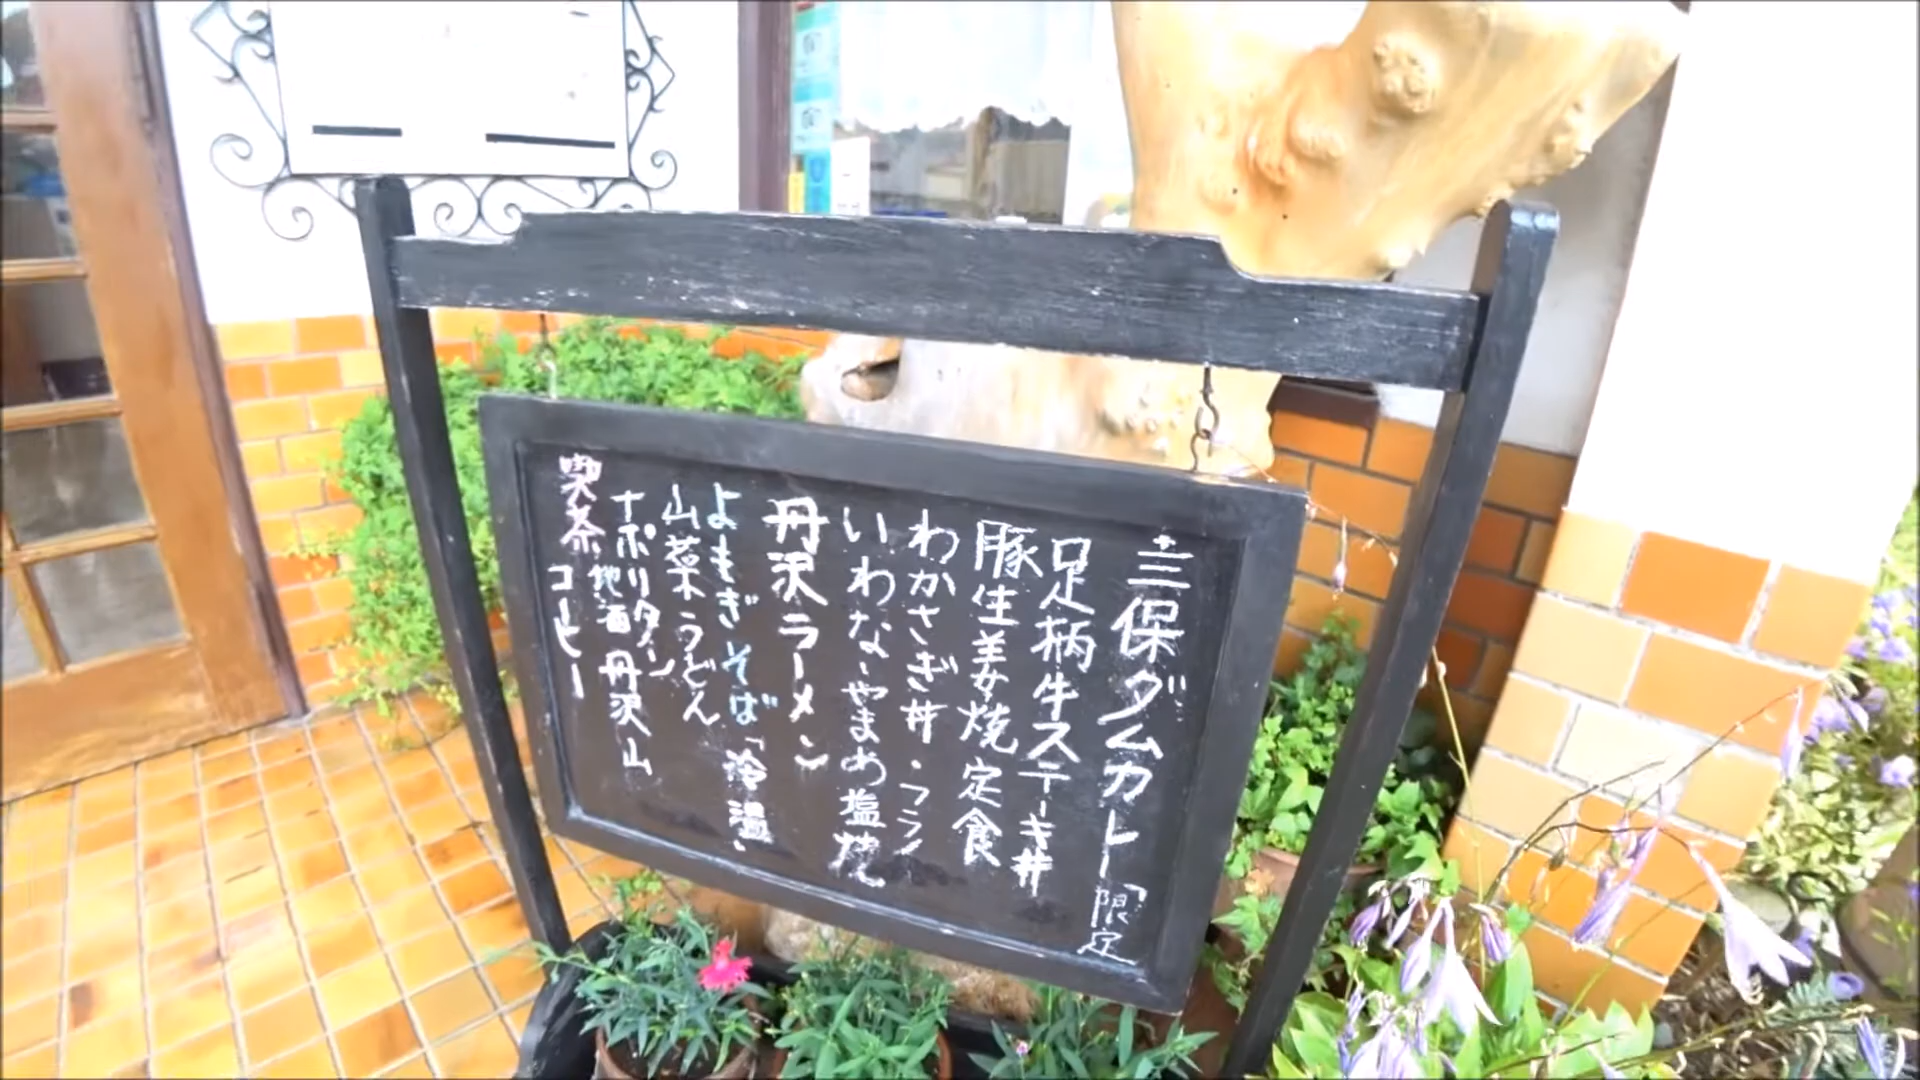 三保ダムカレー「限定
足柄牛ステーキ丼
豚生姜焼定食
わかさぎ丼・フライ
いわな・やまめ塩焼
丹沢ラーメン
よもぎそば「冷温」
山菜うどん
ナポリタン
地酒 丹沢山
喫茶 コーヒー